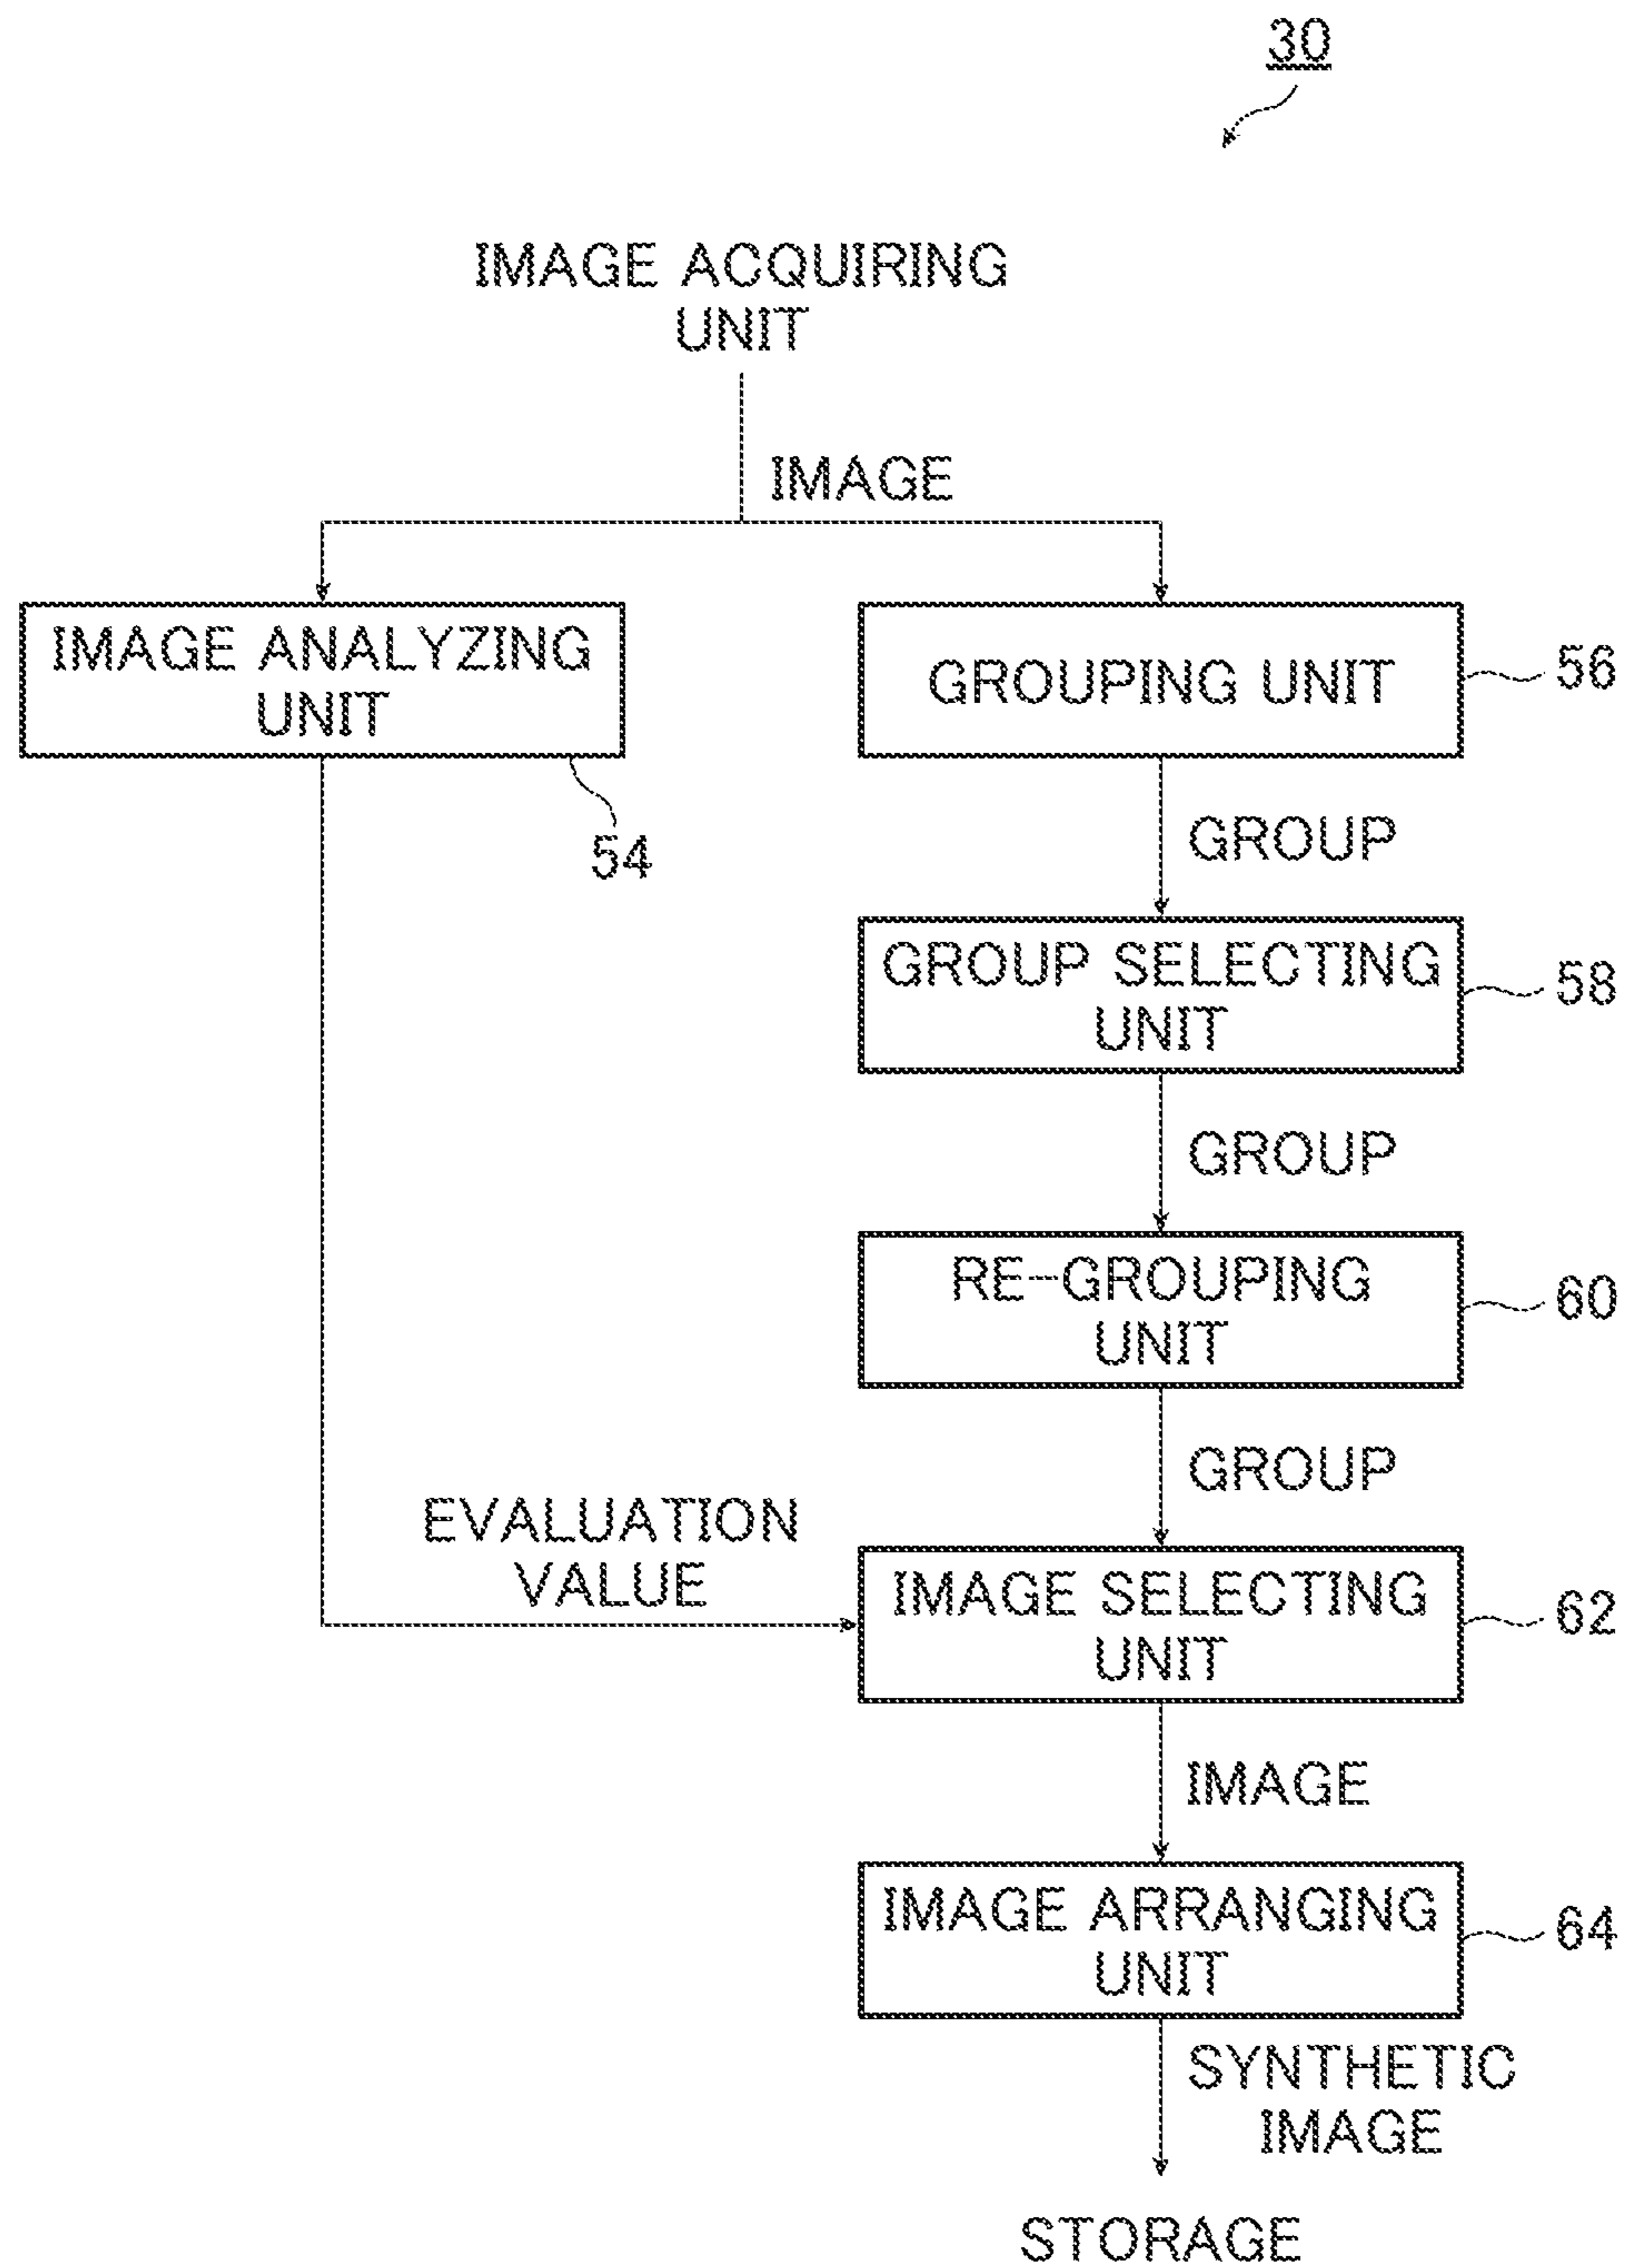 30
IMAGE ACQUIRING
UNIT
IMAGE
IMAGE ANALYZING
UNIT
54
GROUPING UNIT
56
GROUP
GROUP SELECTING
UNIT
58
GROUP
RE-GROUPING
UNIT
60
GROUP
EVALUATION
VALUE
IMAGE SELECTING
UNIT
62
IMAGE
IMAGE ARRANGING
UNIT
64
SYNTHETIC
IMAGE
STORAGE